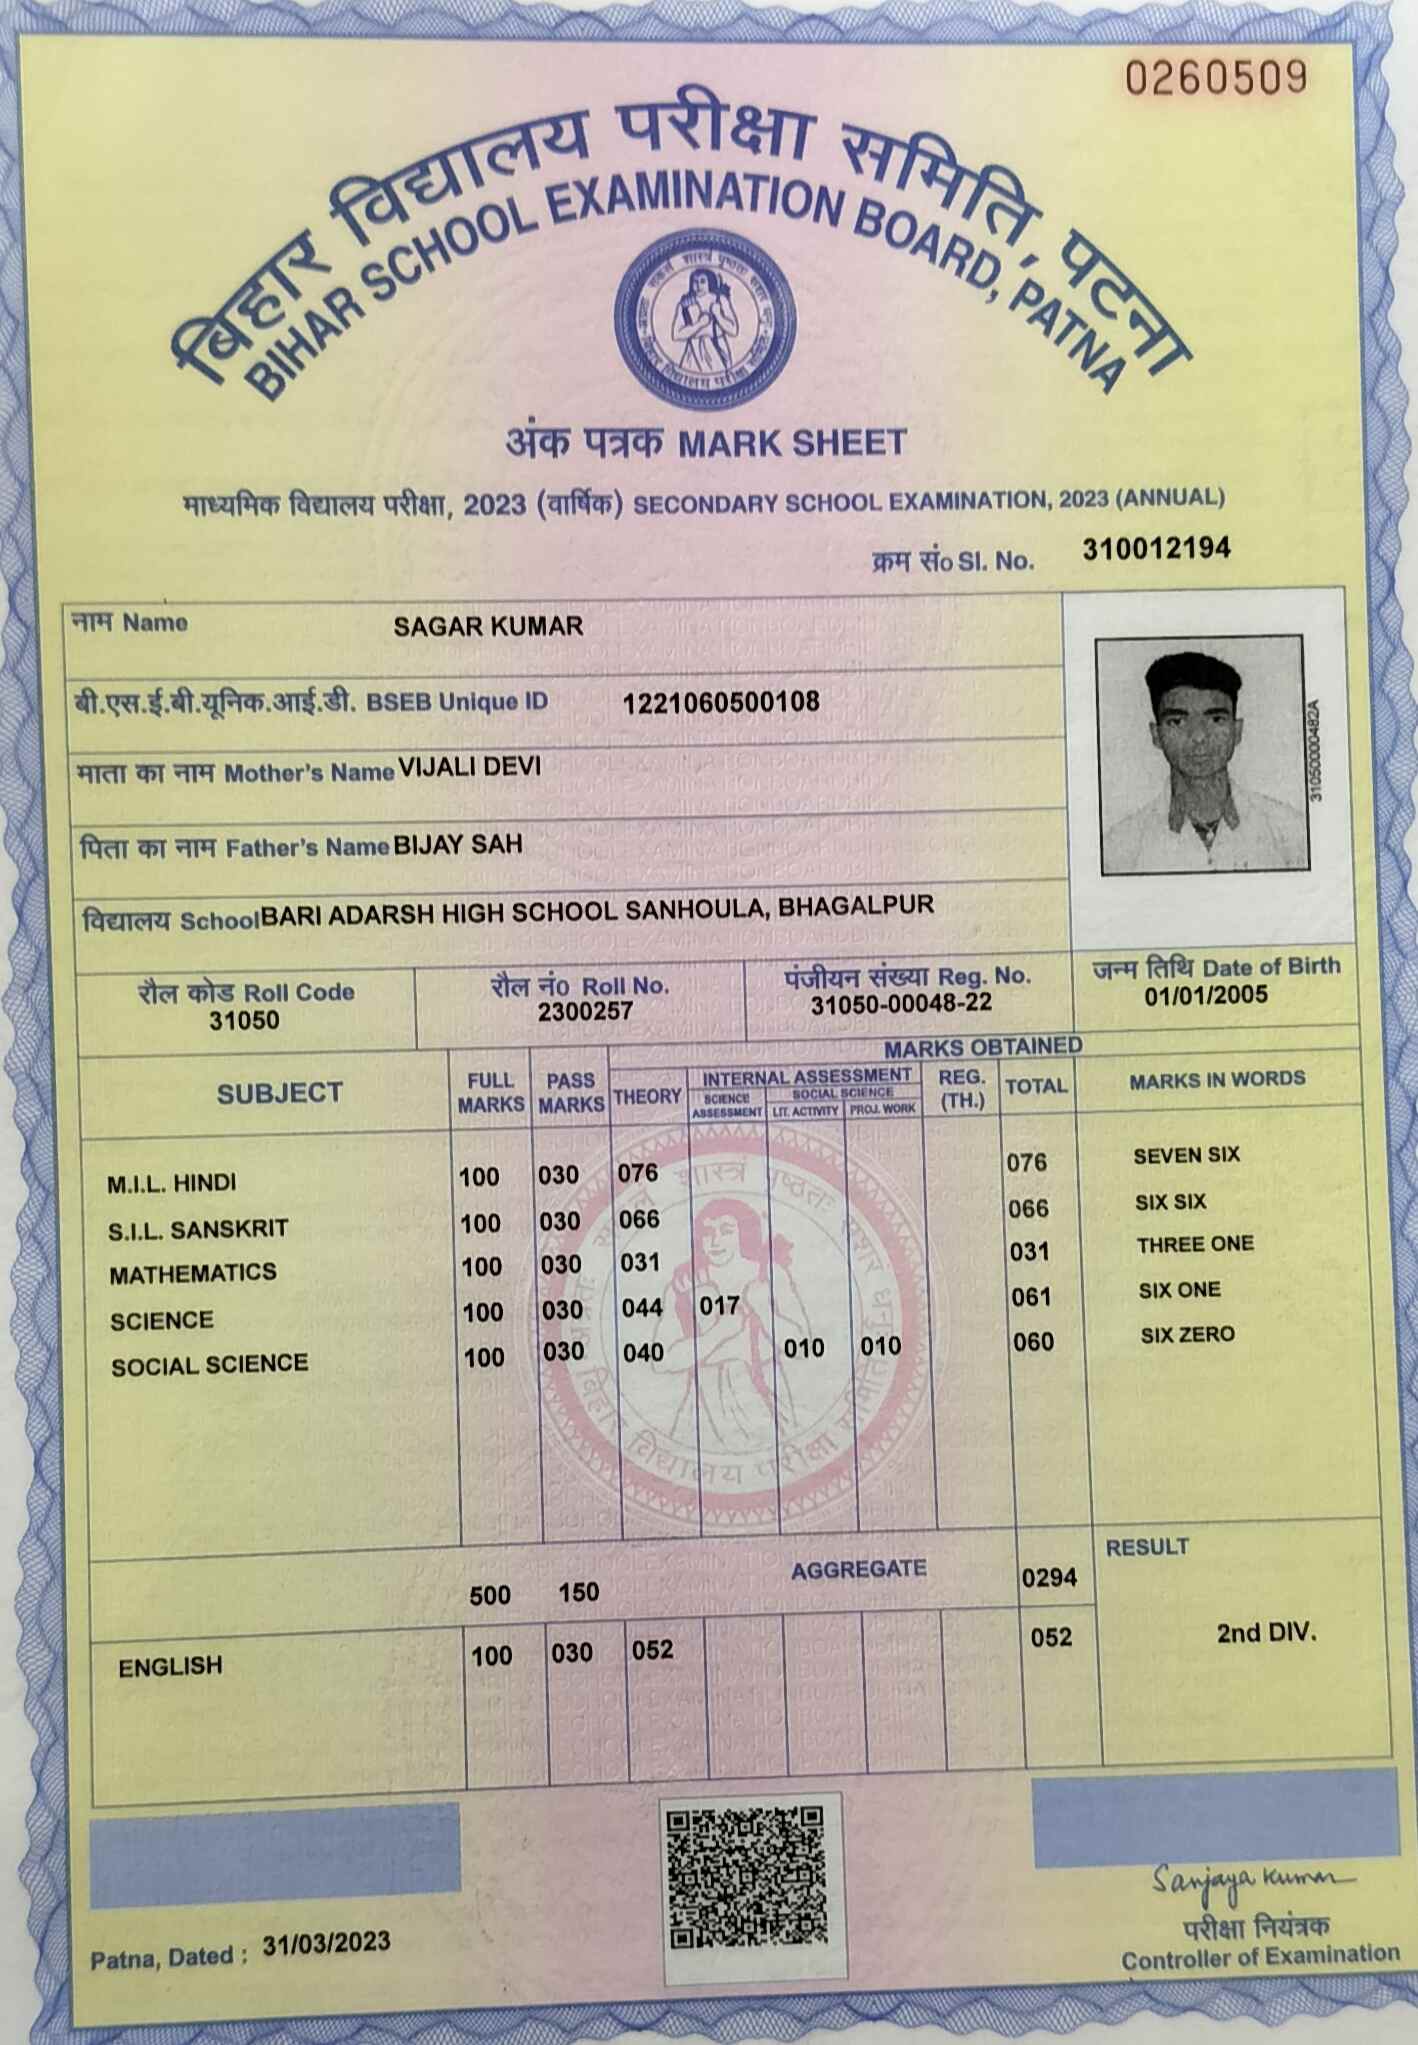 0260509
बिहार विद्यालय परीक्षा समिति, पटना
BIHAR SCHOOL EXAMINATION BOARD, PATNA
अंक पत्रक MARK SHEET
माध्यमिक विद्यालय परीक्षा, 2023 (वार्षिक) SECONDARY SCHOOL EXAMINATION, 2023 (ANNUAL)
क्रम सं० Sl. No. 310012194
नाम Name SAGAR KUMAR
बी.एस.ई.बी.यूनिक.आई.डी. BSEB Unique ID 1221060500108
माता का नाम Mother's Name VIJALI DEVI
पिता का नाम Father's Name BIJAY SAH
विद्यालय School BARI ADARSH HIGH SCHOOL SANHOULA, BHAGALPUR
31050000482A
रौल कोड Roll Code रौल नं० Roll No. पंजीयन संख्या Reg. No. जन्म तिथि Date of Birth
31050 2300257 31050-00048-22 01/01/2005
MARKS OBTAINED
SUBJECT FULL MARKS PASS MARKS THEORY INTERNAL ASSESSMENT REG. (TH.) TOTAL MARKS IN WORDS
SCIENCE ASSESSMENT SOCIAL SCIENCE
LIT. ACTIVITY PROJ. WORK
M.I.L. HINDI 100 030 076 076 SEVEN SIX
S.I.L. SANSKRIT 100 030 066 066 SIX SIX
MATHEMATICS 100 030 031 031 THREE ONE
SCIENCE 100 030 044 017 061 SIX ONE
SOCIAL SCIENCE 100 030 040 010 010 060 SIX ZERO
बिहार विद्यालय परीक्षा समिति
500 150 AGGREGATE 0294 RESULT
ENGLISH 100 030 052 052 2nd DIV.
Sanjaya Kumar
परीक्षा नियंत्रक
Patna, Dated : 31/03/2023
Controller of Examination